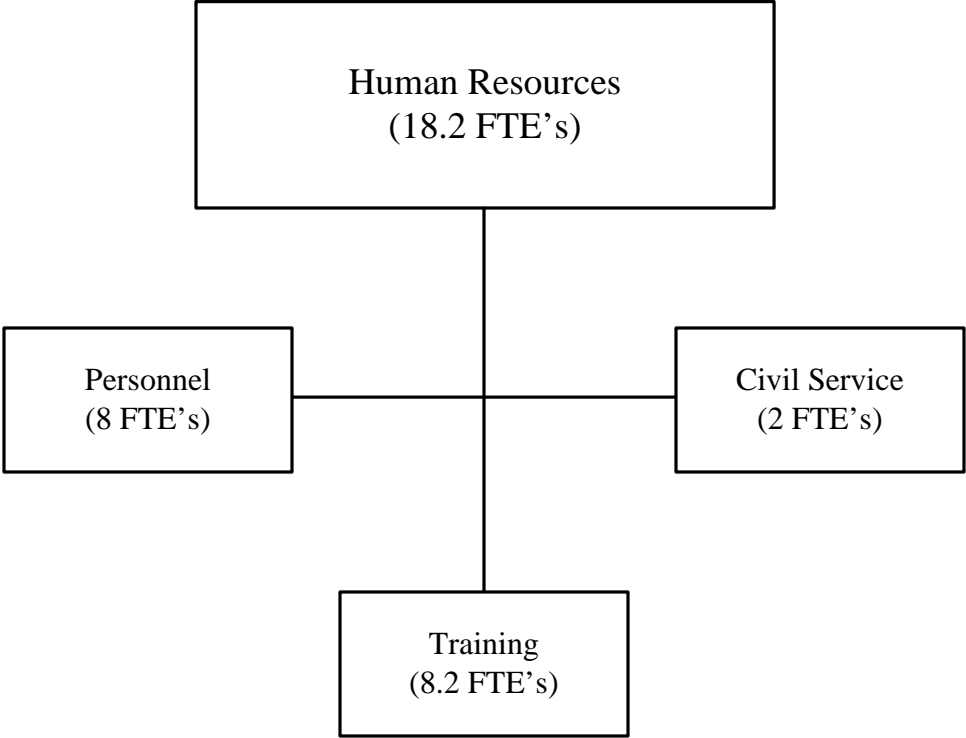 Human Resources
(18.2 FTE’s)
Personnel
(8 FTE’s)
Civil Service
(2 FTE’s)
Training
(8.2 FTE’s)